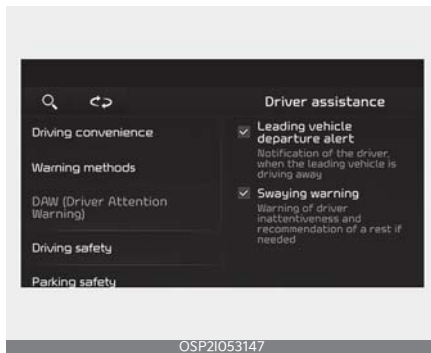 Driver assistance
Driving convenience
Warning methods
DAW (Driver Attention
Warning)
Driving safety
Parking safety
Leading vehicle
departure alert
Notification of the driver,
when the leading vehicle is
driving away
Swaying warning
Warning of driver
inattentiveness and
recommendation of a rest if
needed
OSP2I053147